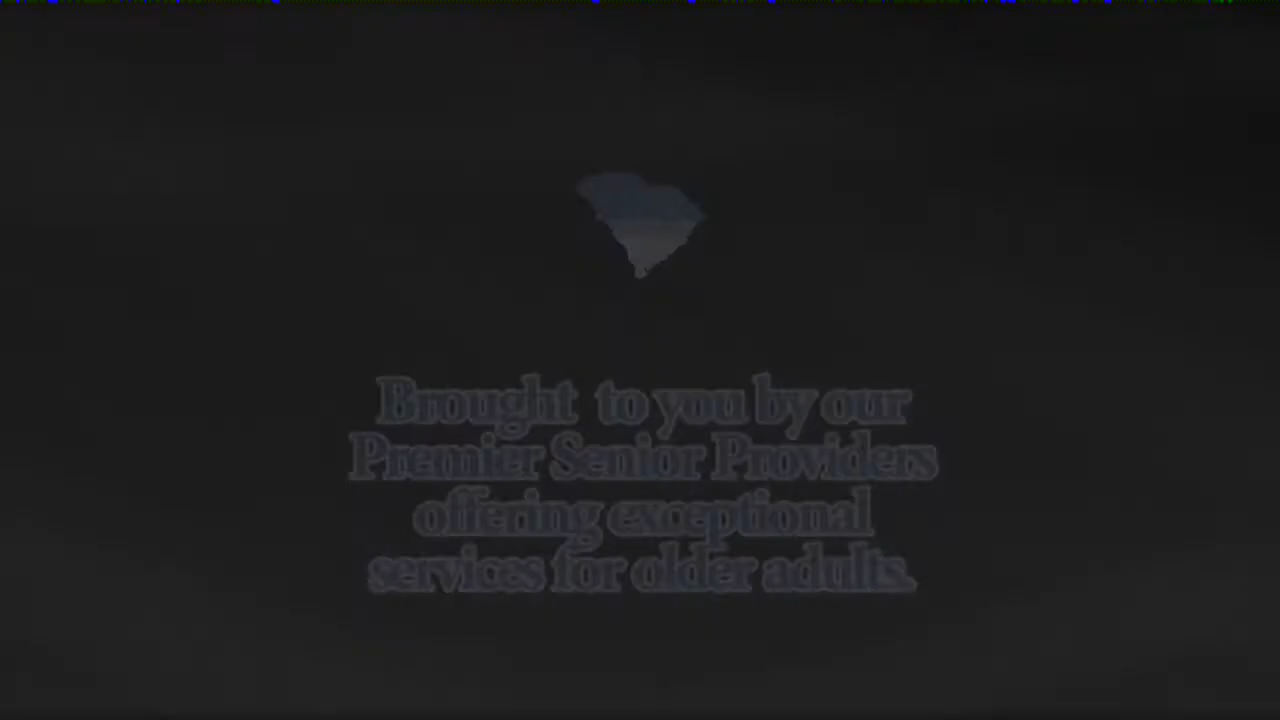 Brought to you by our
Premier Senior Providers
offering exceptional
services for older adults.